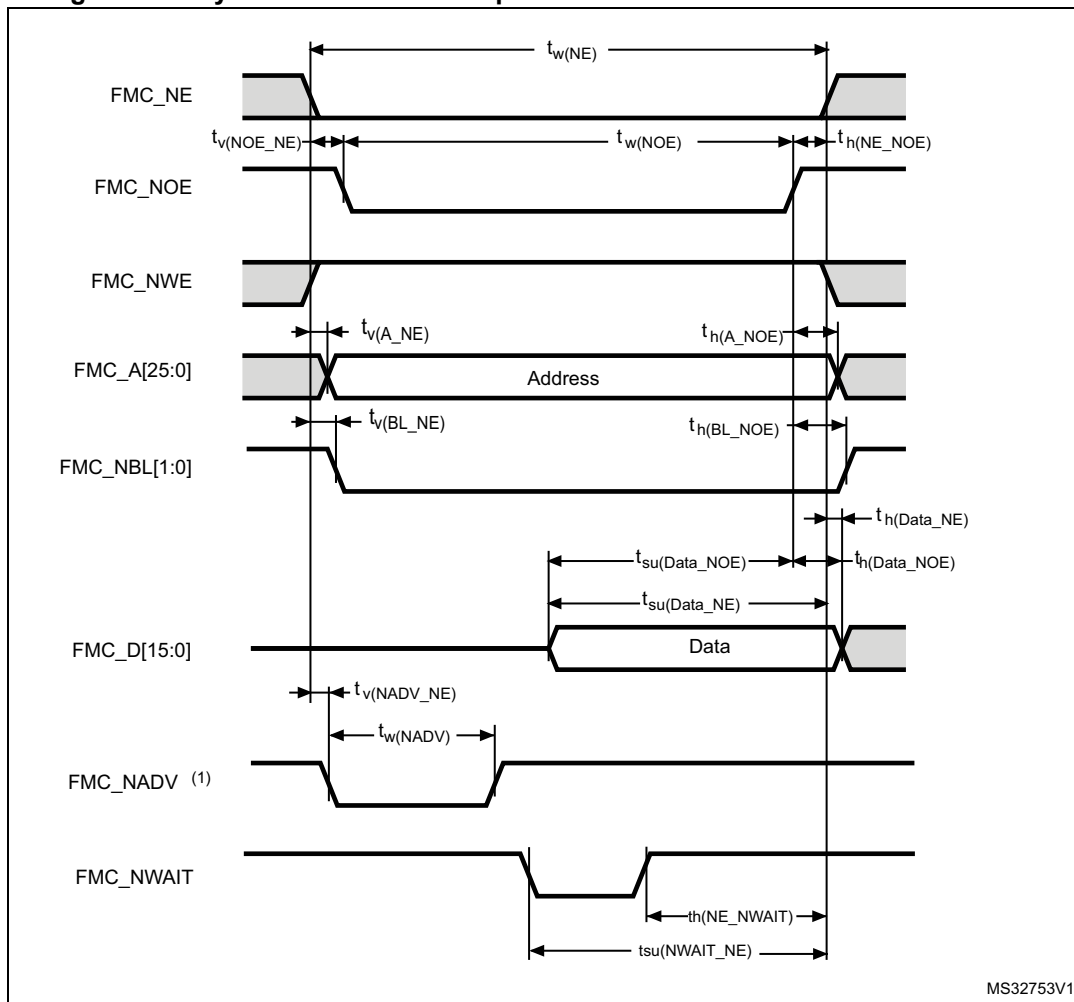 tw(NE)
FMC_NE
tv(NOE_NE)
tw(NOE)
th(NE_NOE)
FMC_NOE
FMC_NWE
tv(A_NE)
th(A_NOE)
FMC_A[25:0]
Address
tv(BL_NE)
th(BL_NOE)
FMC_NBL[1:0]
th(Data_NE)
tsu(Data_NOE)
th(Data_NOE)
tsu(Data_NE)
FMC_D[15:0]
Data
tv(NADV_NE)
tw(NADV)
FMC_NADV (1)
FMC_NWAIT
th(NE_NWAIT)
tsu(NWAIT_NE)
MS32753V1